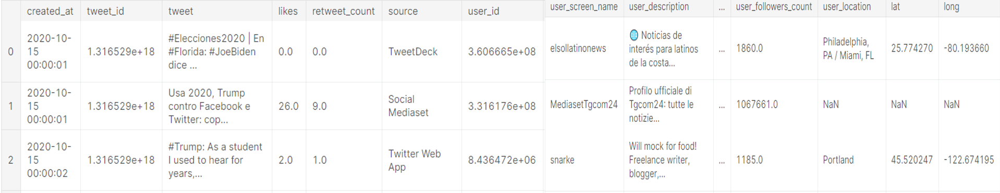 created_at tweet_id tweet likes retweet_count source user_id user_screen_name user_description ... user_followers_count user_location lat long
0
2020-10-
15
00:00:01
1.316529e+18
#Elecciones2020 | En
#Florida: #JoeBiden
dice ...
0.0
0.0
TweetDeck
3.606665e+08
elsollatinonews
🌐 Noticias de
interés para latinos
de la costa...
...
1860.0
Philadelphia,
PA / Miami, FL
25.774270
-80.193660
1
2020-10-
15
00:00:01
1.316529e+18
Usa 2020, Trump
contro Facebook e
Twitter: cop...
26.0
9.0
Social
Mediaset
3.316176e+08
MediasetTgcom24
Profilo ufficiale di
Tgcom24: tutte le
notizie...
...
1067661.0
NaN
NaN
NaN
2
2020-10-
15
00:00:02
1.316529e+18
#Trump: As a student
I used to hear for
years,...
2.0
1.0
Twitter Web
App
8.436472e+06
snarke
Will mock for food!
Freelance writer,
blogger,...
...
1185.0
Portland
45.520247
-122.674195